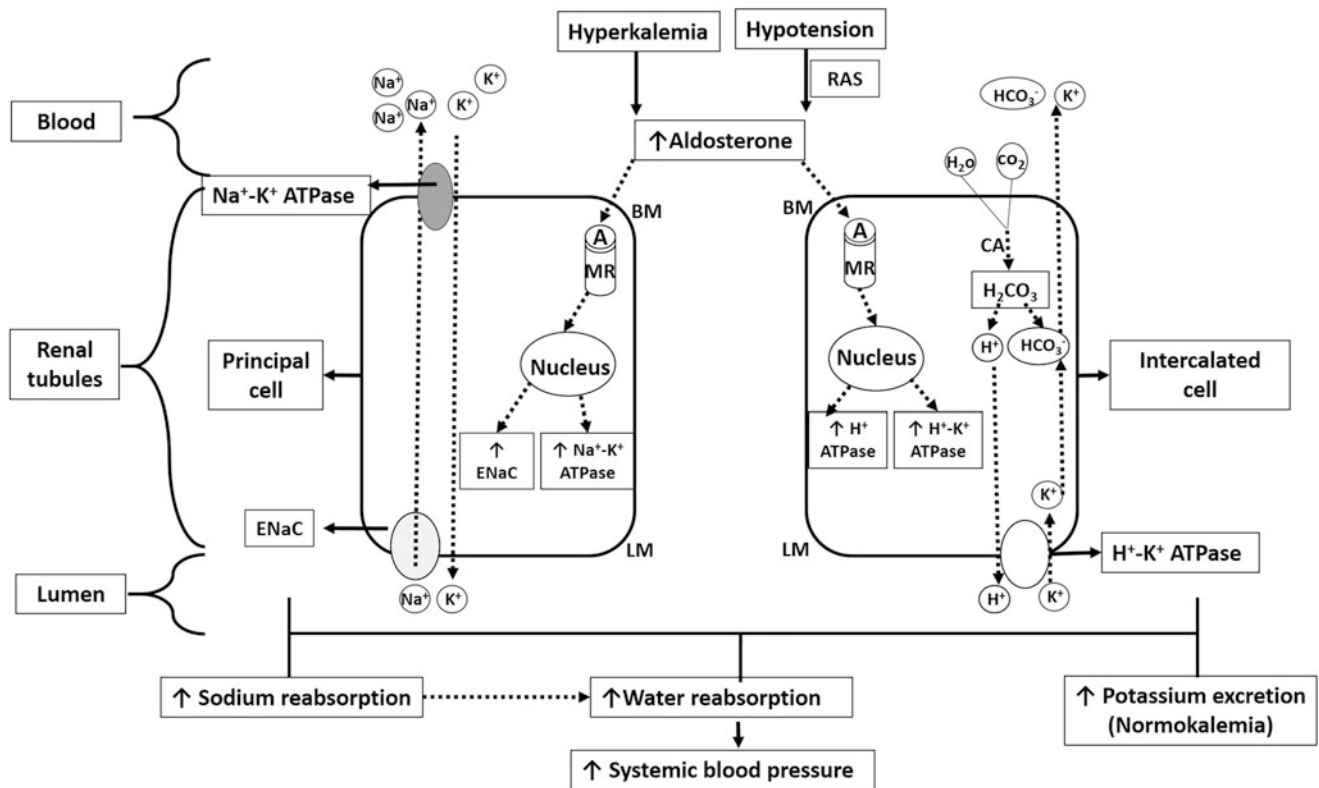 Hyperkalemia
Hypotension
RAS
↑Aldosterone
Blood
Na⁺
Na⁺
Na⁺
K⁺
K⁺
HCO₃⁻
K⁺
H₂o
CO₂
Na⁺-K⁺ ATPase
BM
BM
A
MR
A
MR
CA
H₂CO₃
H⁺
HCO₃⁻
Renal
tubules
Principal
cell
Nucleus
Nucleus
Intercalated
cell
↑
ENaC
↑ Na⁺-K⁺
ATPase
↑ H⁺
ATPase
↑ H⁺-K⁺
ATPase
K⁺
ENaC
LM
LM
H⁺-K⁺ ATPase
Lumen
Na⁺
K⁺
H⁺
K⁺
↑ Sodium reabsorption
↑Water reabsorption
↑ Potassium excretion
(Normokalemia)
↑ Systemic blood pressure